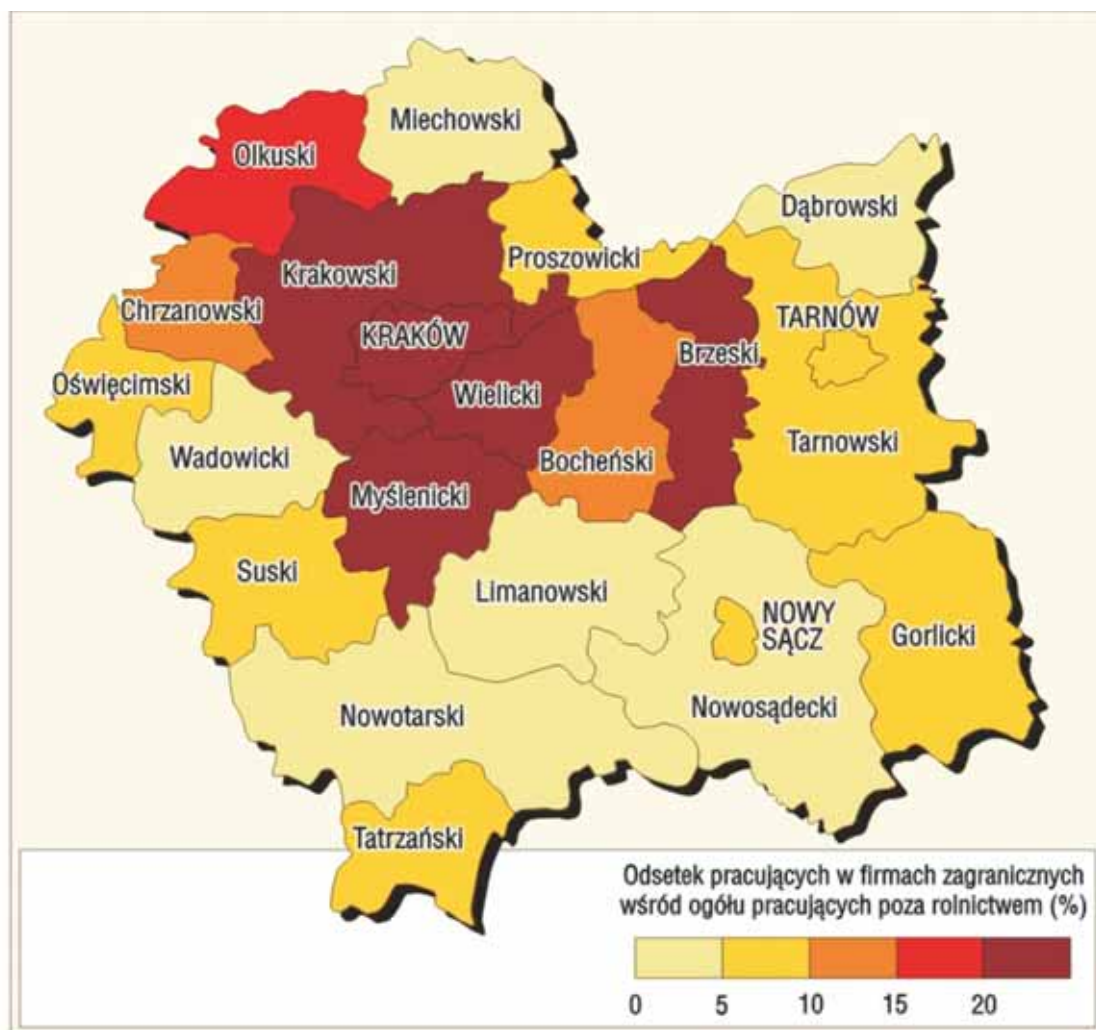 Miechowski
Olkuski
Dąbrowski
Proszowicki
Krakowski
Chrzanowski
TARNÓW
KRAKÓW
Brzeski
Oświęcimski
Wielicki
Tarnowski
Wadowicki
Bocheński
Myślenicki
Suski
Limanowski
NOWY
SĄCZ
Gorlicki
Nowosądecki
Nowotarski
Tatrzański
Odsetek pracujących w firmach zagranicznych
wśród ogółu pracujących poza rolnictwem (%)
0 5 10 15 20